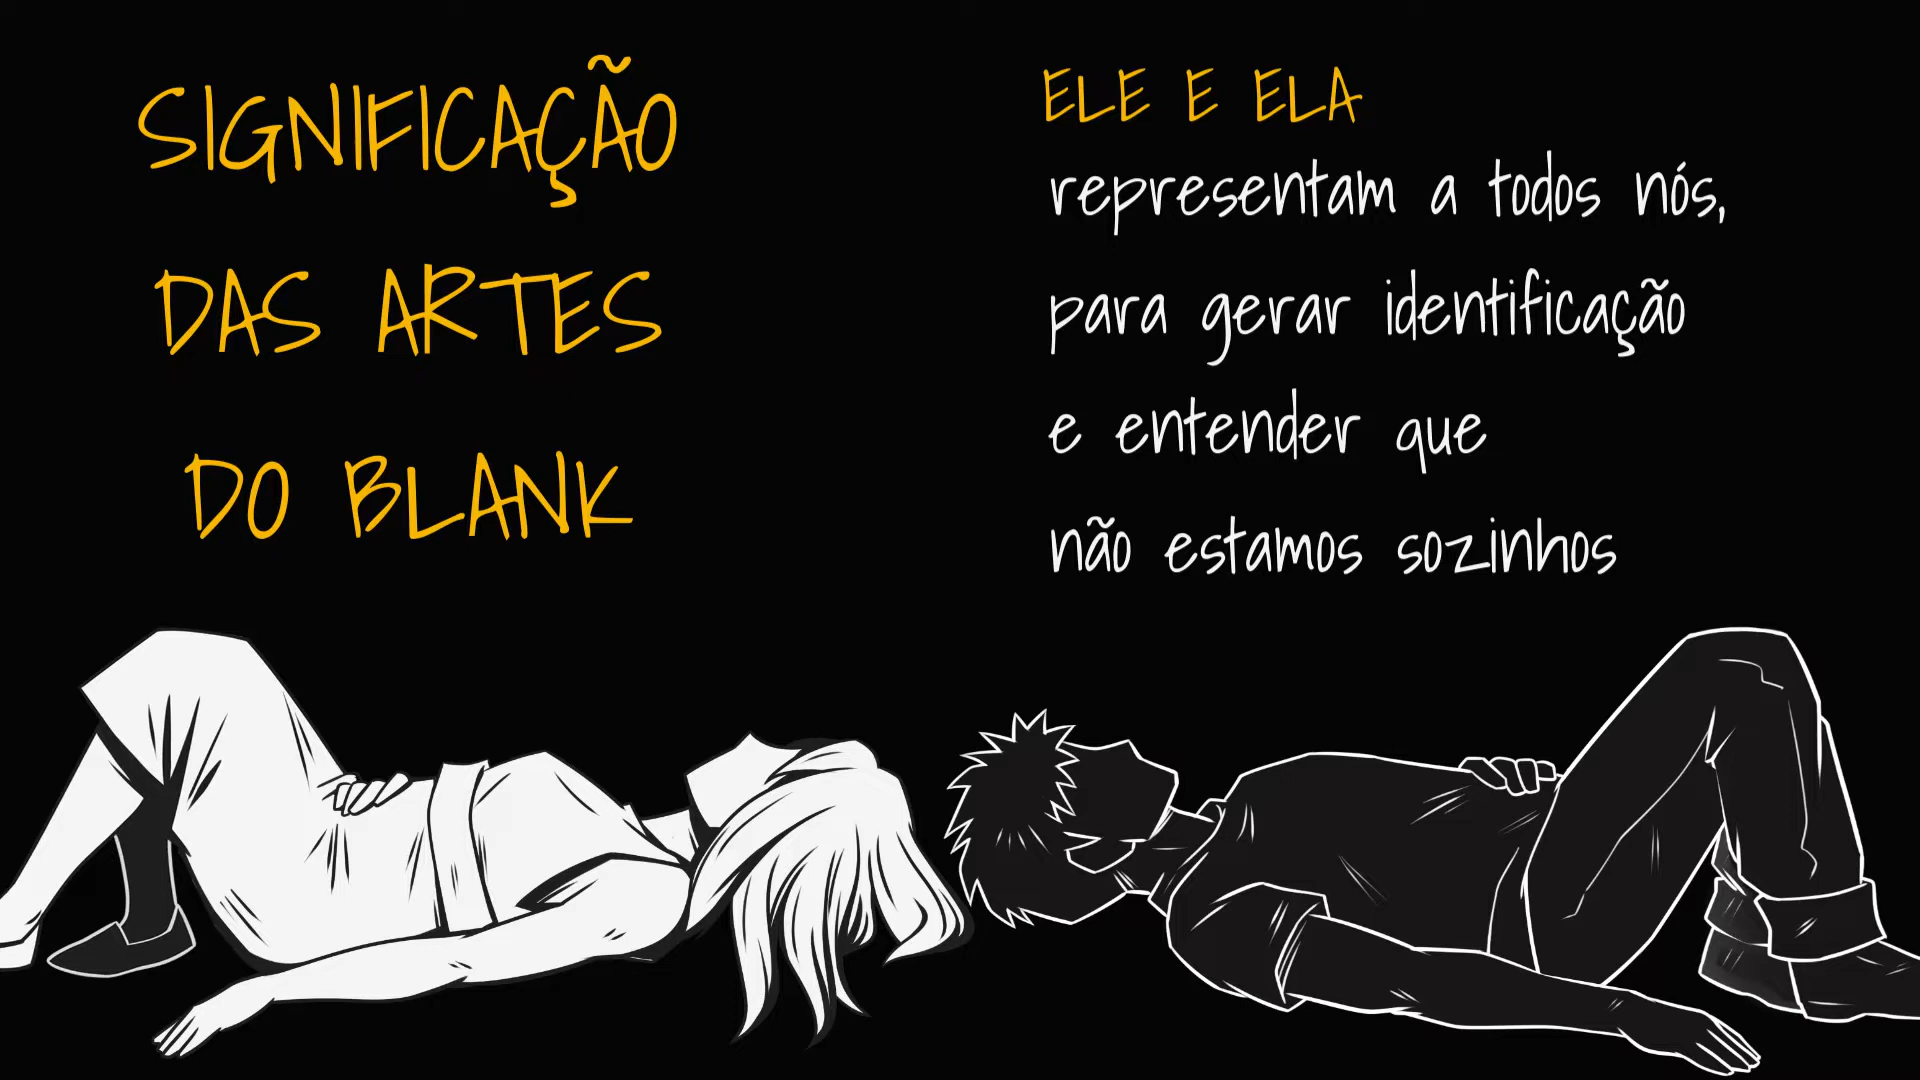 SIGNIFICAÇÃO
DAS ARTES
DO BLANK
ELE E ELA
representam a todos nós,
para gerar identificação
e entender que
não estamos sozinhos